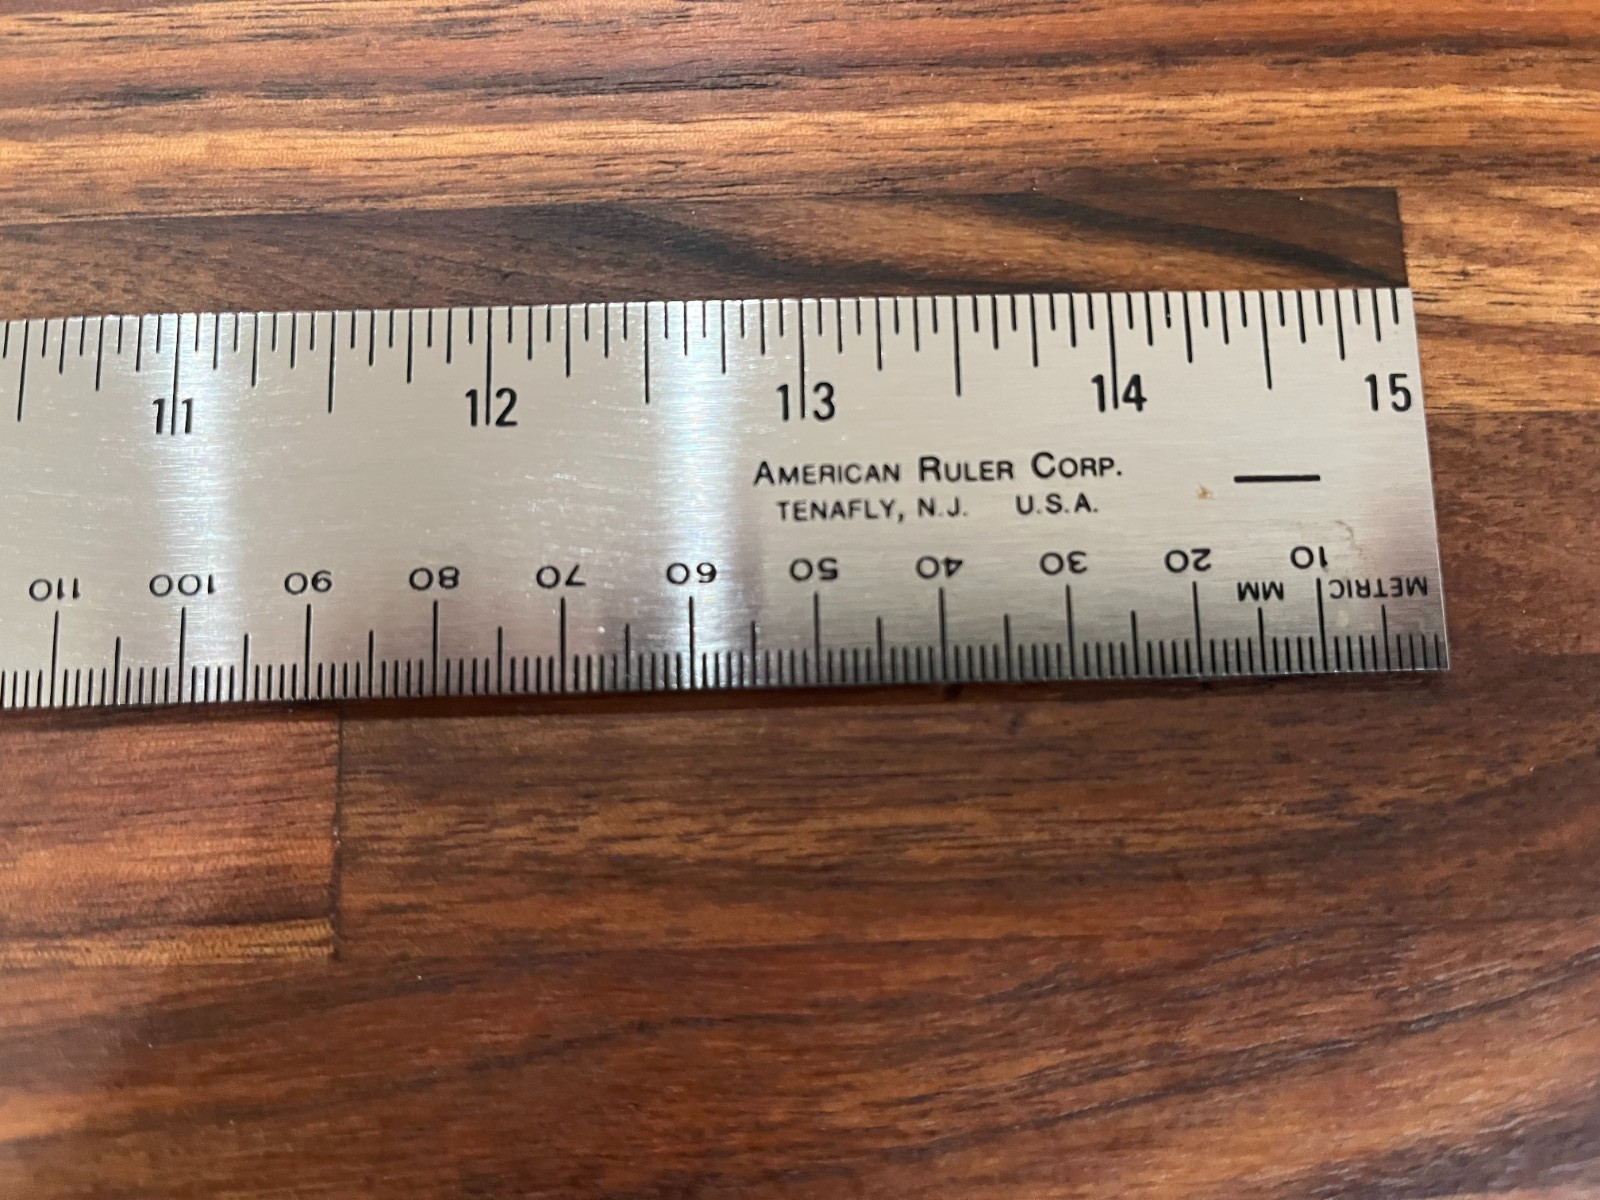 11 12 13 14 15
AMERICAN RULER CORP.
TENAFLY, N.J. U.S.A.
110 100 90 80 70 60 50 40 30 20 10
MM METRIC